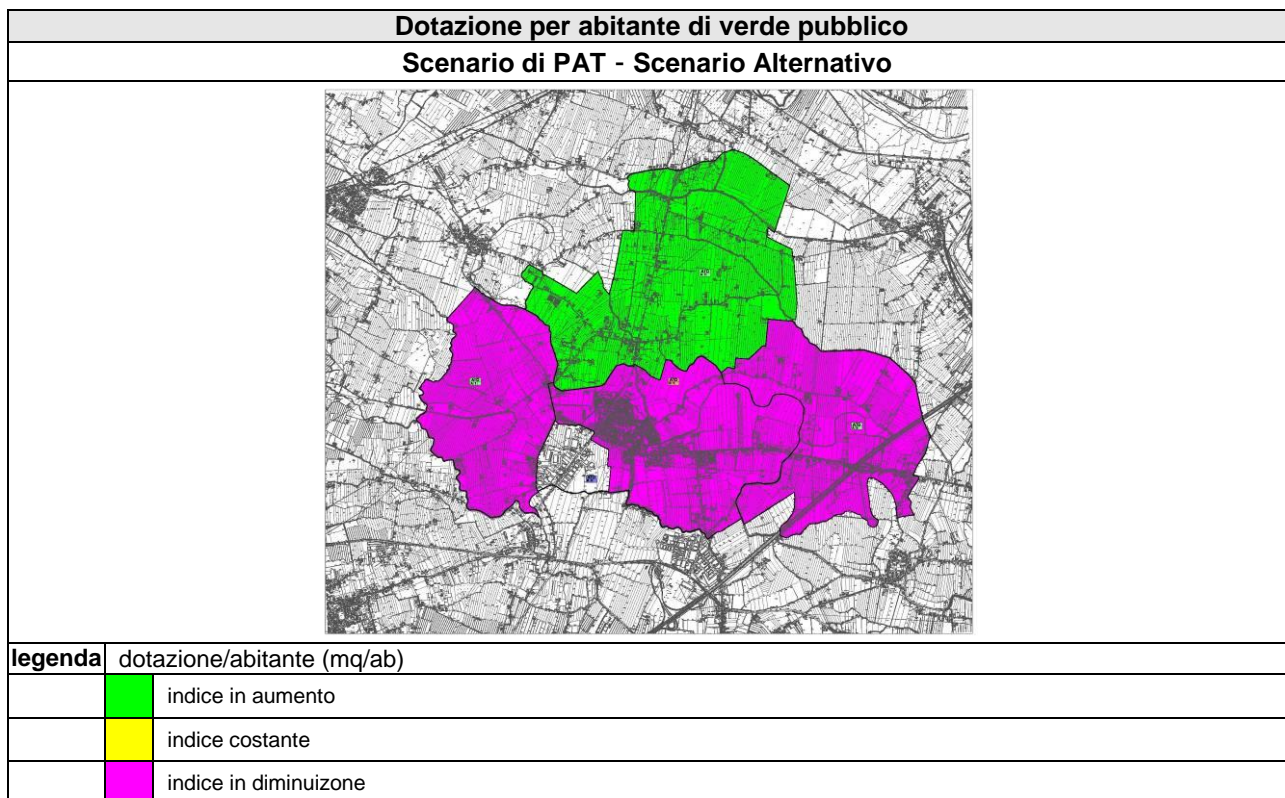 Dotazione per abitante di verde pubblico
Scenario di PAT - Scenario Alternativo
legenda dotazione/abitante (mq/ab)
indice in aumento
indice costante
indice in diminuizone